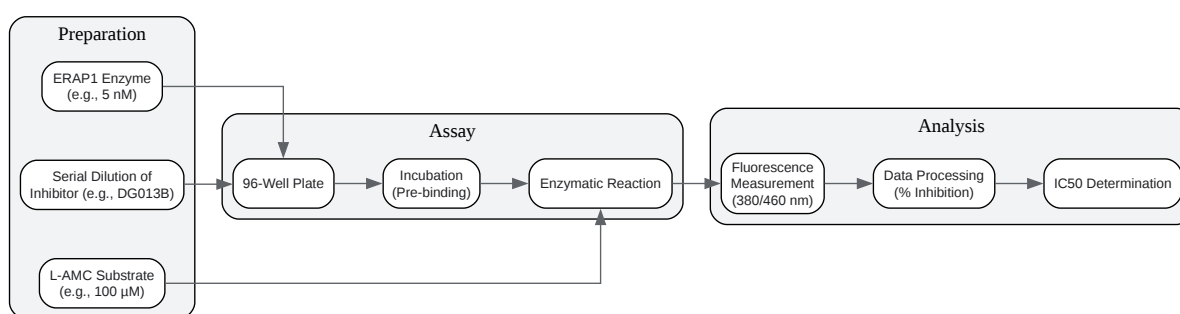 Preparation
ERAP1 Enzyme
(e.g., 5 nM)
Serial Dilution of
Inhibitor (e.g., DG013B)
L-AMC Substrate
(e.g., 100 µM)
Assay
96-Well Plate
Incubation
(Pre-binding)
Enzymatic Reaction
Analysis
Fluorescence
Measurement
(380/460 nm)
Data Processing
(% Inhibition)
IC50 Determination